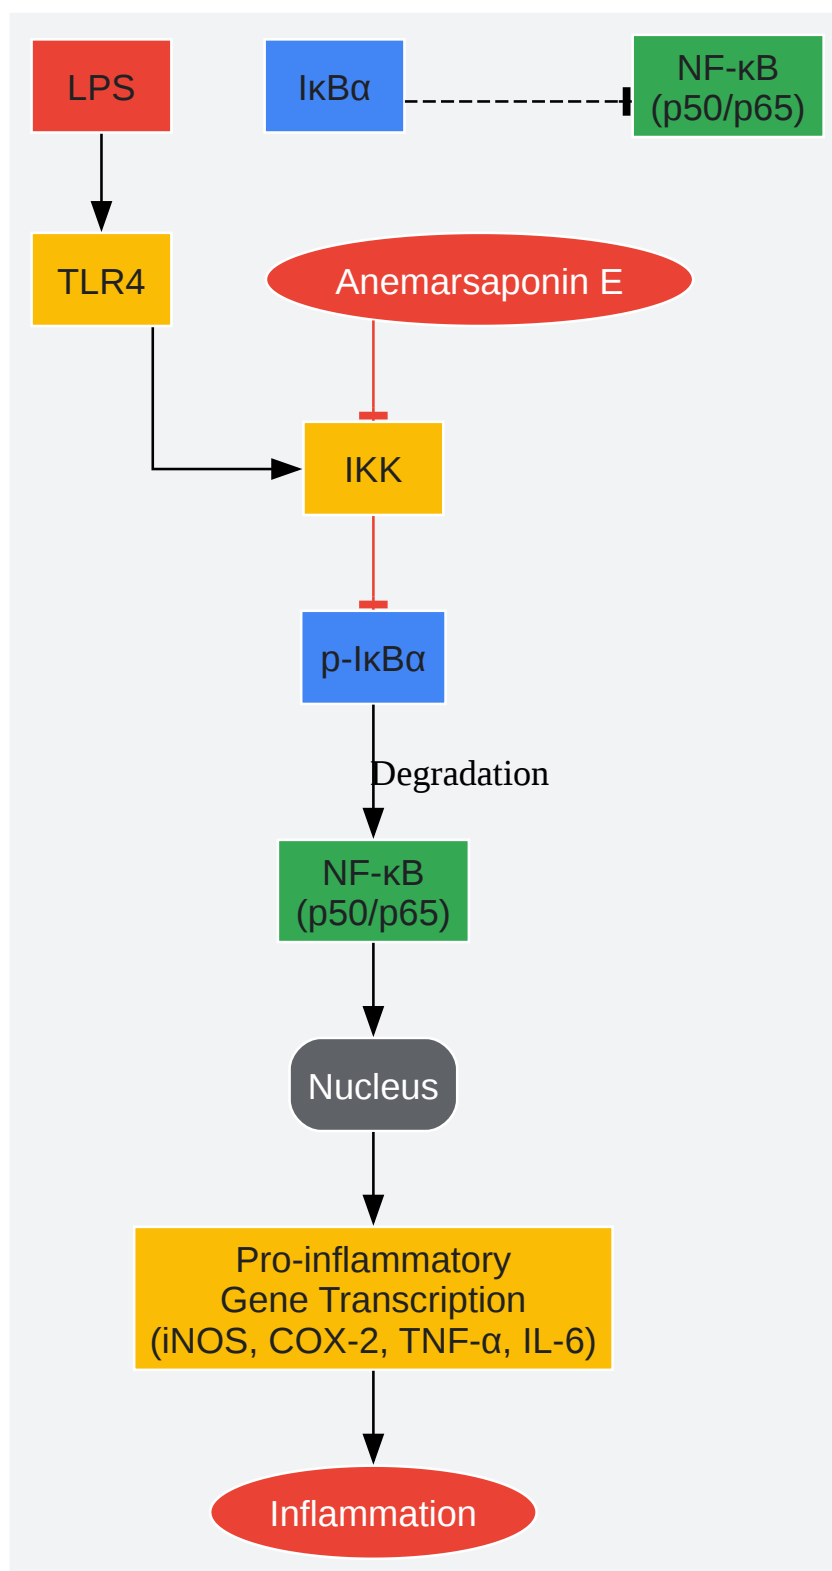 LPS
IκBα
NF-κB
(p50/p65)
TLR4
Anemarsaponin E
IKK
p-IκBα
Degradation
NF-κB
(p50/p65)
Nucleus
Pro-inflammatory
Gene Transcription
(iNOS, COX-2, TNF-α, IL-6)
Inflammation